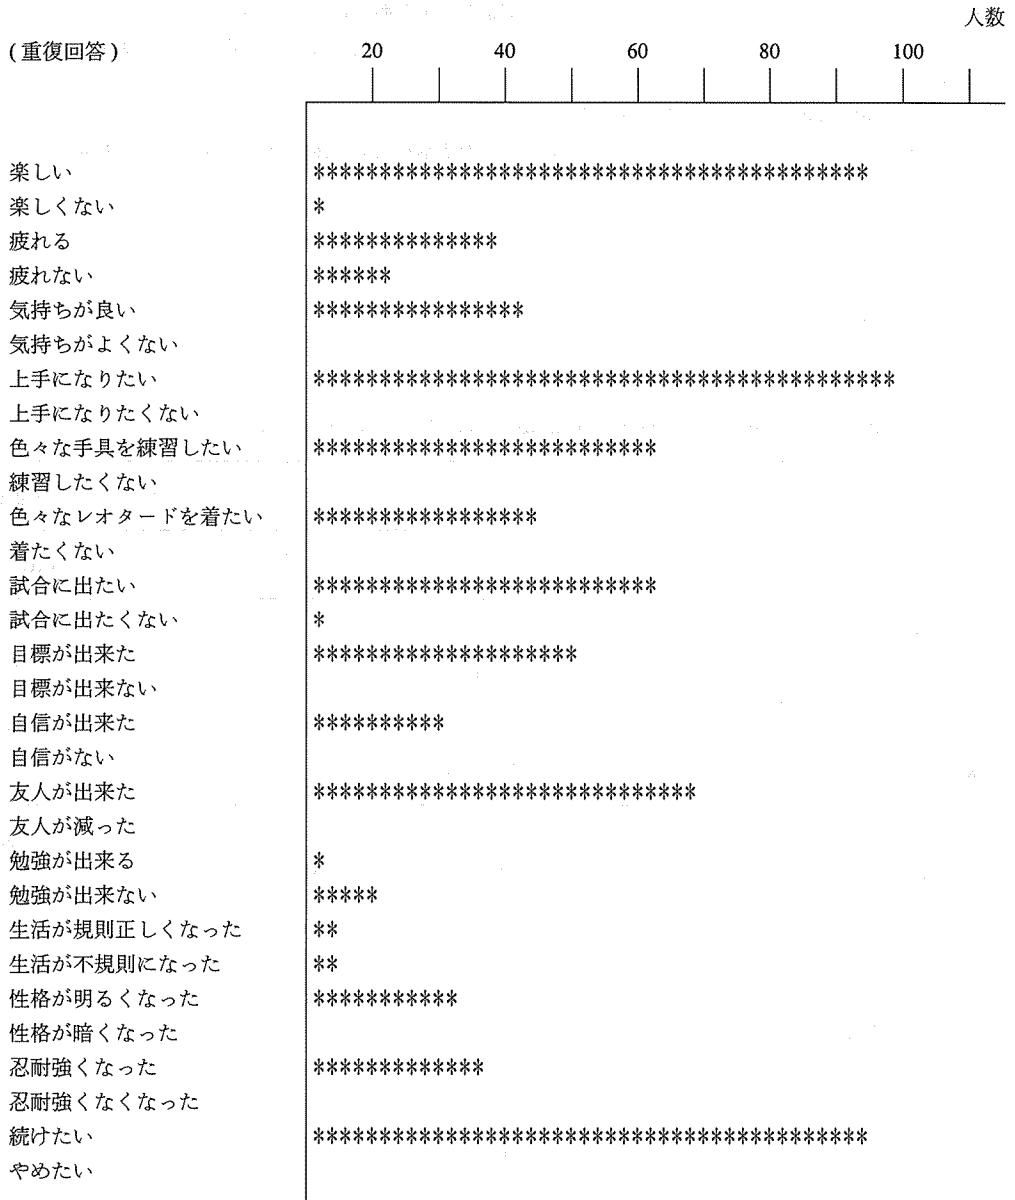 人数
(重復回答) 20 40 60 80 100
楽しい ******************************************
楽しくない *
疲れる **************
疲れない ******
気持ちが良い ****************
気持ちがよくない
上手になりたい ********************************************
上手になりたくない
色々な手具を練習したい **************************
練習したくない
色々なレオタードを着たい *****************
着たくない
試合に出たい **************************
試合に出たくない *
目標が出来た ********************
目標が出来ない
自信が出来た **********
自信がない
友人が出来た *****************************
友人が減った
勉強が出来る *
勉強が出来ない *****
生活が規則正しくなった **
生活が不規則になった **
性格が明るくなった ***********
性格が暗くなった
忍耐強くなった *************
忍耐強くなくなった
続けたい ******************************************
やめたい